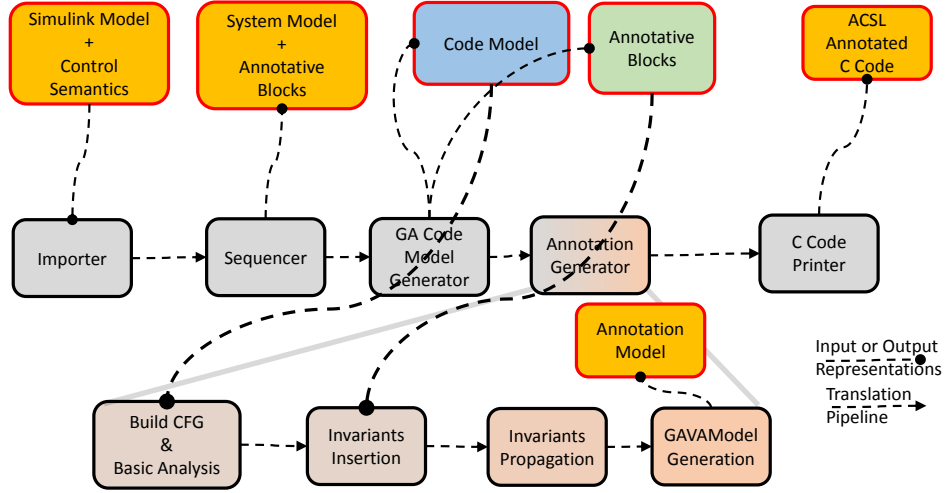 Simulink Model
+
Control
Semantics
System Model
+
Annotative
Blocks
Code Model
Annotative
Blocks
ACSL
Annotated
C Code
Importer
Sequencer
GA Code
Model
Generator
Annotation
Generator
C Code
Printer
Annotation
Model
Input or Output
Representations
Translation
Pipeline
Build CFG
&
Basic Analysis
Invariants
Insertion
Invariants
Propagation
GAVAModel
Generation